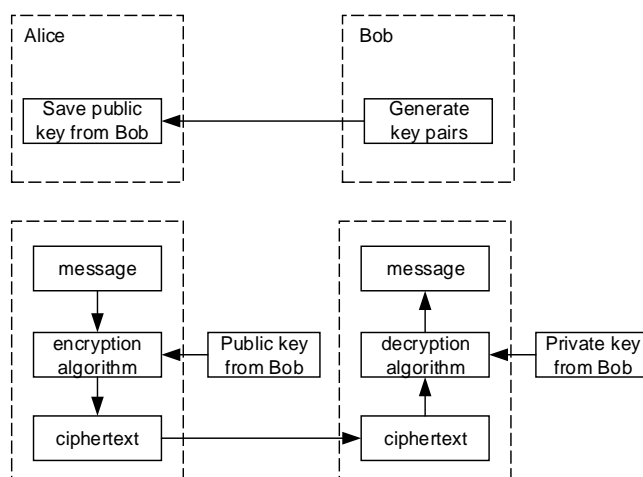 Alice
Bob
Save public
key from Bob
Generate
key pairs
message
message
encryption
algorithm
Public key
from Bob
decryption
algorithm
Private key
from Bob
ciphertext
ciphertext